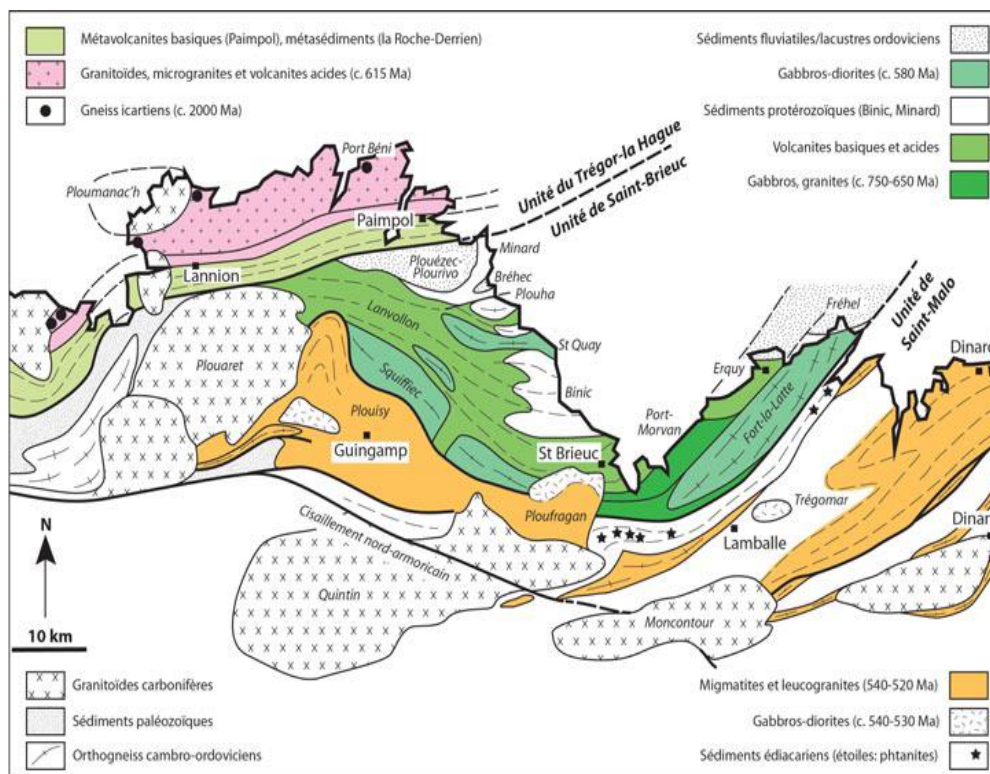 Métavolcanites basiques (Paimpol), métasédiments (la Roche-Derrien)
Granitoïdes, microgranites et volcanites acides (c. 615 Ma)
Gneiss icartiens (c. 2000 Ma)
Sédiments fluviatiles/lacustres ordoviciens
Gabbros-diorites (c. 580 Ma)
Sédiments protérozoïques (Binic, Minard)
Volcanites basiques et acides
Gabbros, granites (c. 750-650 Ma)
Port Béni
Ploumanac'h
Unité du Trégor-la Hague
Unité de Saint-Brieuc
Paimpol
Minard
Plouézec-
Plourivo
Lannion
Bréhec
Plouha
Fréhel
Unité de
Saint-Malo
Lanvollon
St Quay
Dinard
Erquy
Plouaret
Squiffiec
Binic
Fort-la-Latte
Plouisy
Port-
Morvan
Guingamp
St Brieuc
Trégomar
Ploufragan
Lamballe
Dinan
N
Cisaillement nord-armoricain
Quintin
Moncontour
10 km
Granitoïdes carbonifères
Sédiments paléozoïques
Orthogneiss cambro-ordoviciens
Migmatites et leucogranites (540-520 Ma)
Gabbros-diorites (c. 540-530 Ma)
Sédiments édiacariens (étoiles: phtanites)